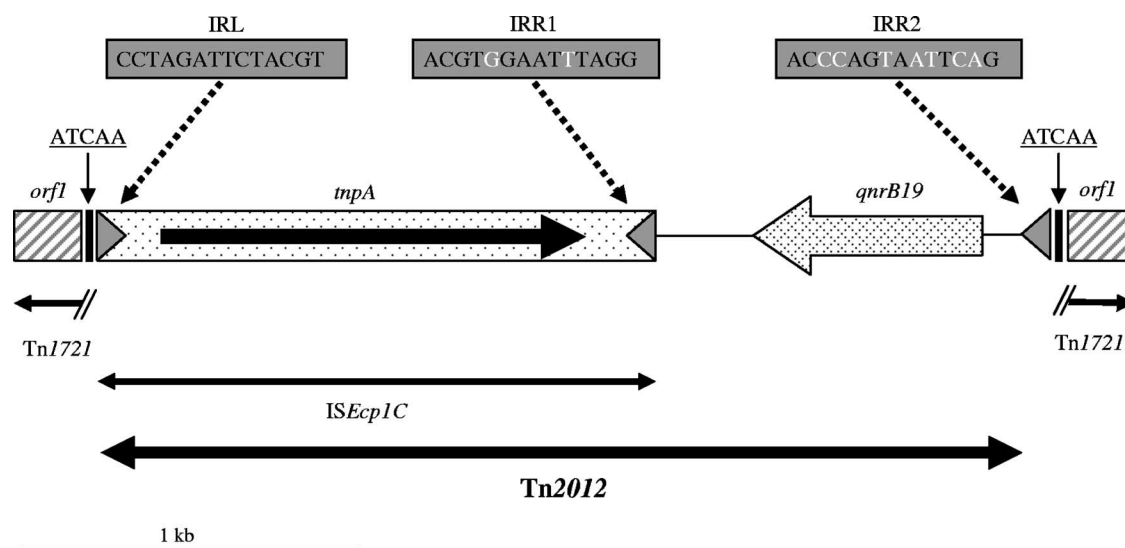 IRL IRR1 IRR2
CCTAGATTCTACGT ACGTGGAATTTAGG ACCCAGTAATTCAG
ATCAA ATCAA
orf1 tnpA qnrB19 orf1
Tn1721 Tn1721
ISEcp1C
Tn2012
1 kb